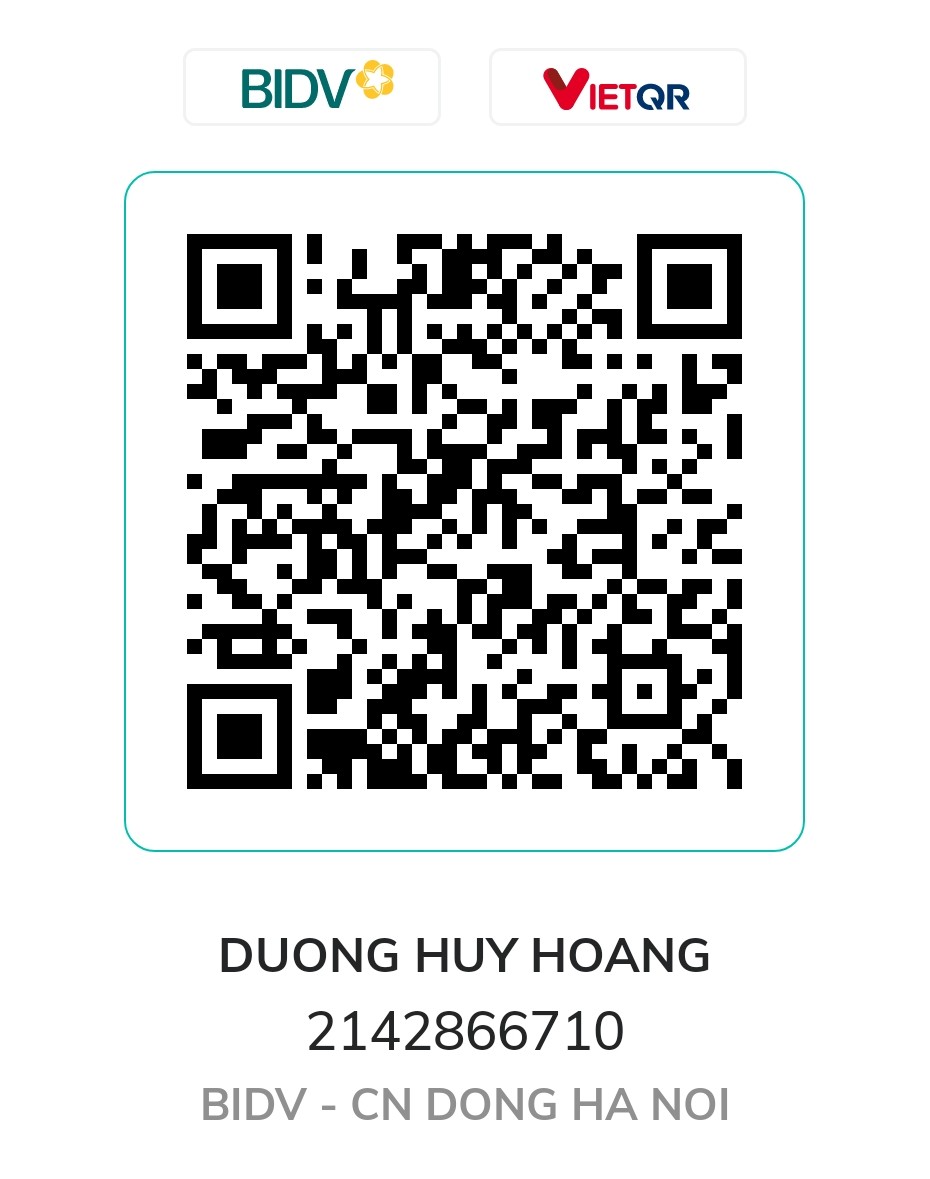 BIDV
VIETQR
DUONG HUY HOANG
2142866710
BIDV - CN DONG HA NOI